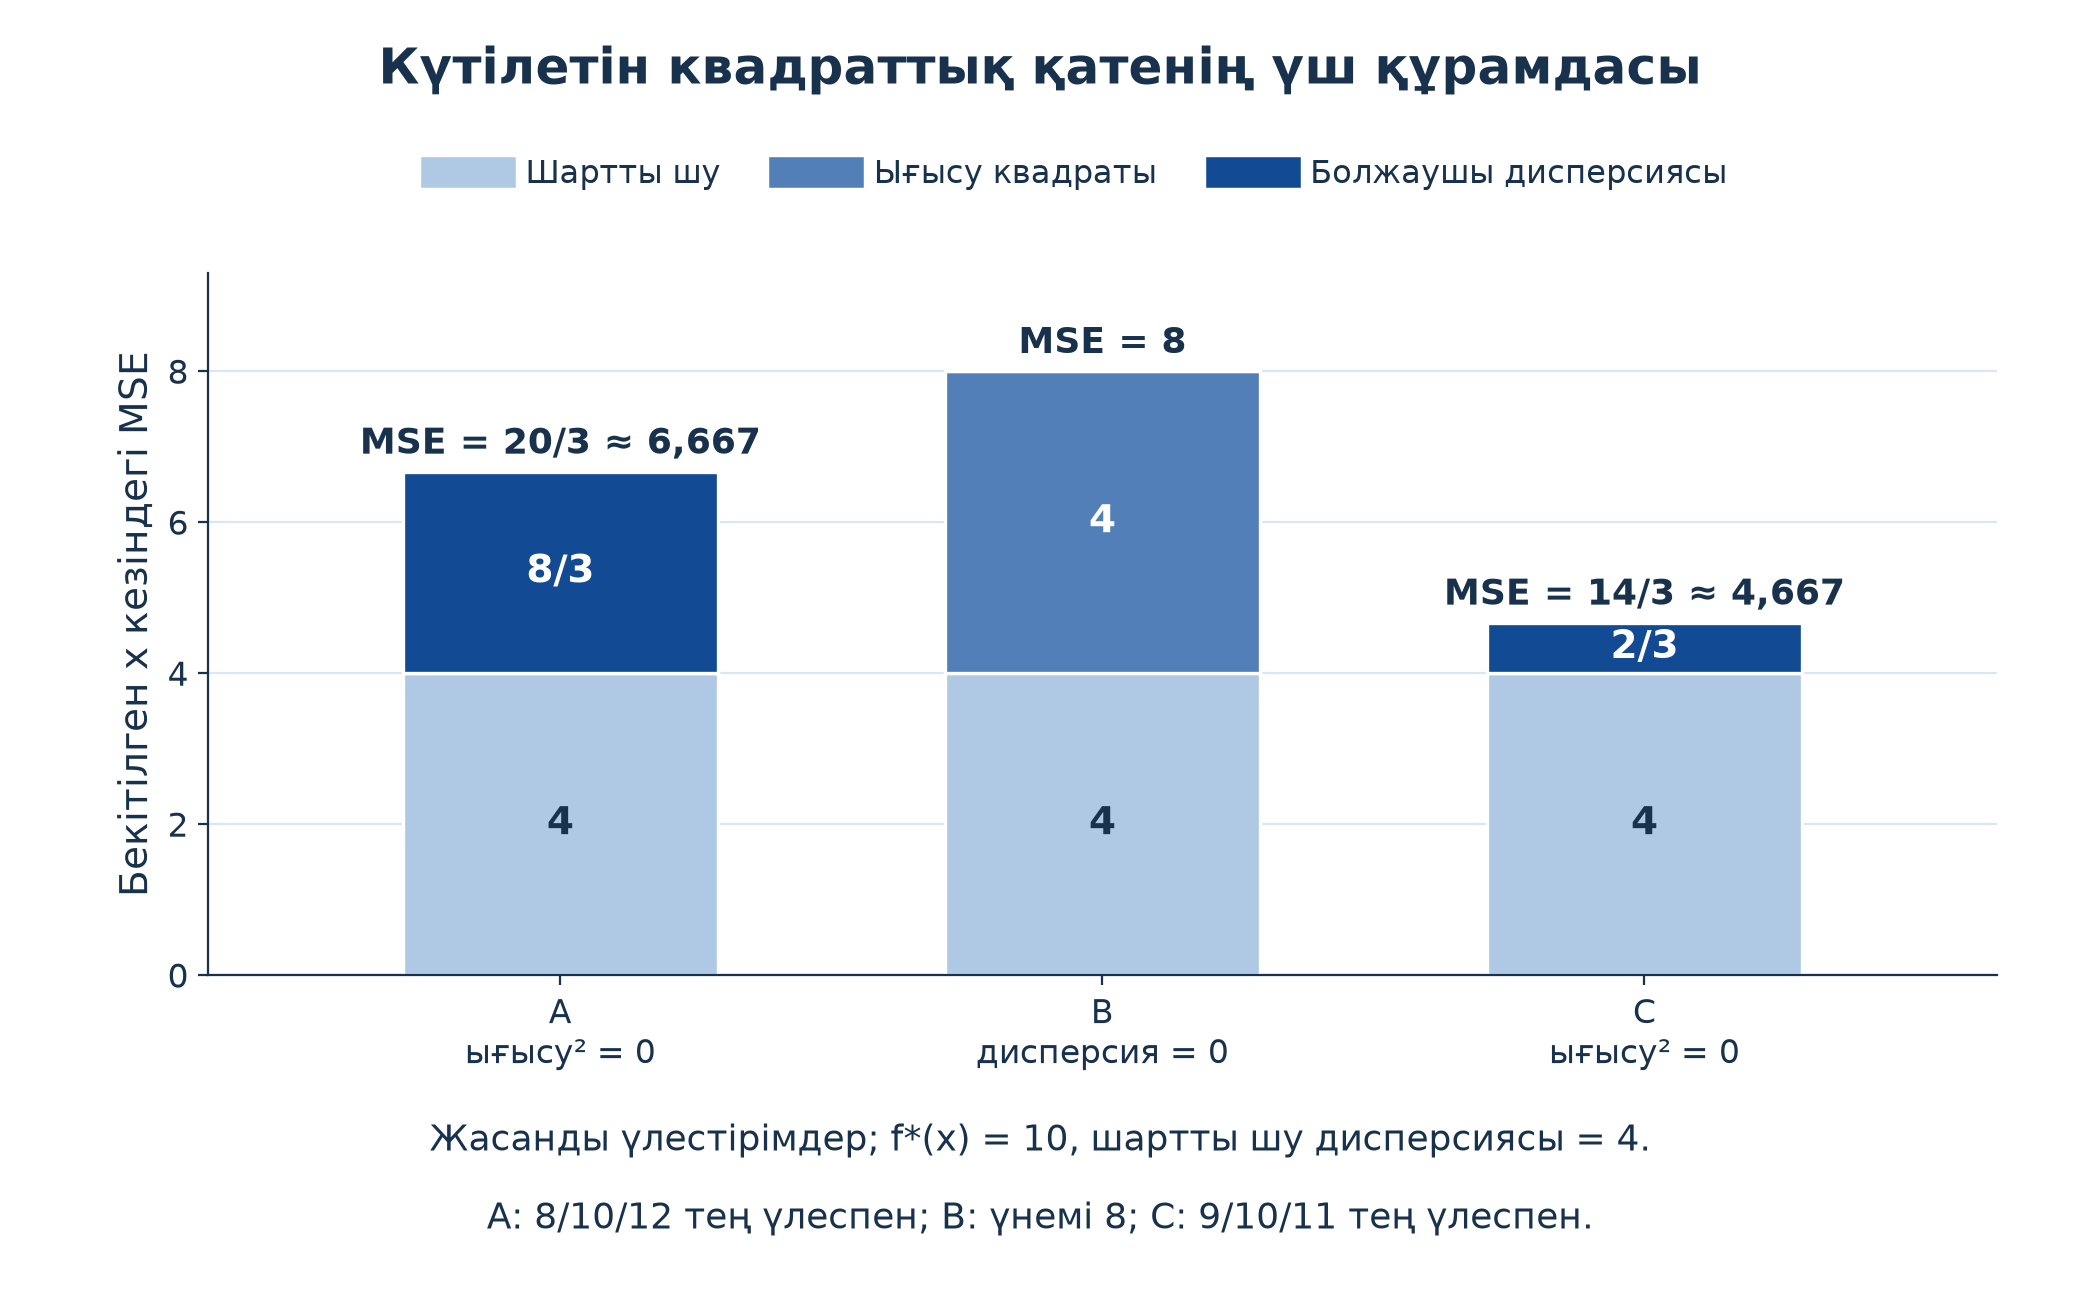 Күтілетін квадраттық қатенің үш құрамдасы
Шартты шу
Ығысу квадраты
Болжаушы дисперсиясы
Бекітілген x кезіндегі MSE
8
6
4
2
0
MSE = 20/3 ≈ 6,667
8/3
4
MSE = 8
4
4
MSE = 14/3 ≈ 4,667
2/3
4
A
ығысу² = 0
B
дисперсия = 0
C
ығысу² = 0
Жасанды үлестірімдер; f*(x) = 10, шартты шу дисперсиясы = 4.
A: 8/10/12 тең үлеспен; B: үнемі 8; C: 9/10/11 тең үлеспен.